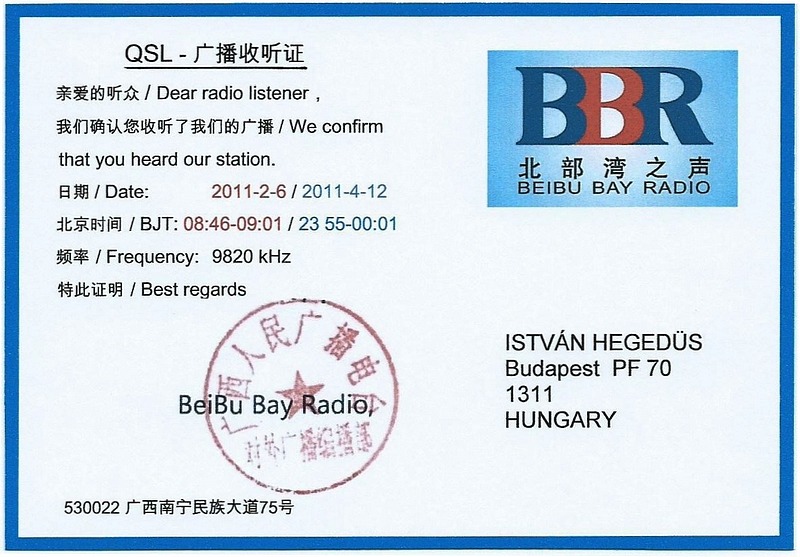 QSL - 广播收听证
亲爱的听众 / Dear radio listener ,
我们确认您收听了我们的广播 / We confirm
that you heard our station.
日期 / Date: 2011-2-6 / 2011-4-12
北京时间 / BJT: 08:46-09:01 / 23 55-00:01
频率 / Frequency: 9820 kHz
特此证明 / Best regards
BBR
北部湾之声
BEIBU BAY RADIO
广西人民广播电台
BeiBu Bay Radio,
对外广播
ISTVÁN HEGEDÜS
Budapest PF 70
1311
HUNGARY
530022 广西南宁民族大道75号